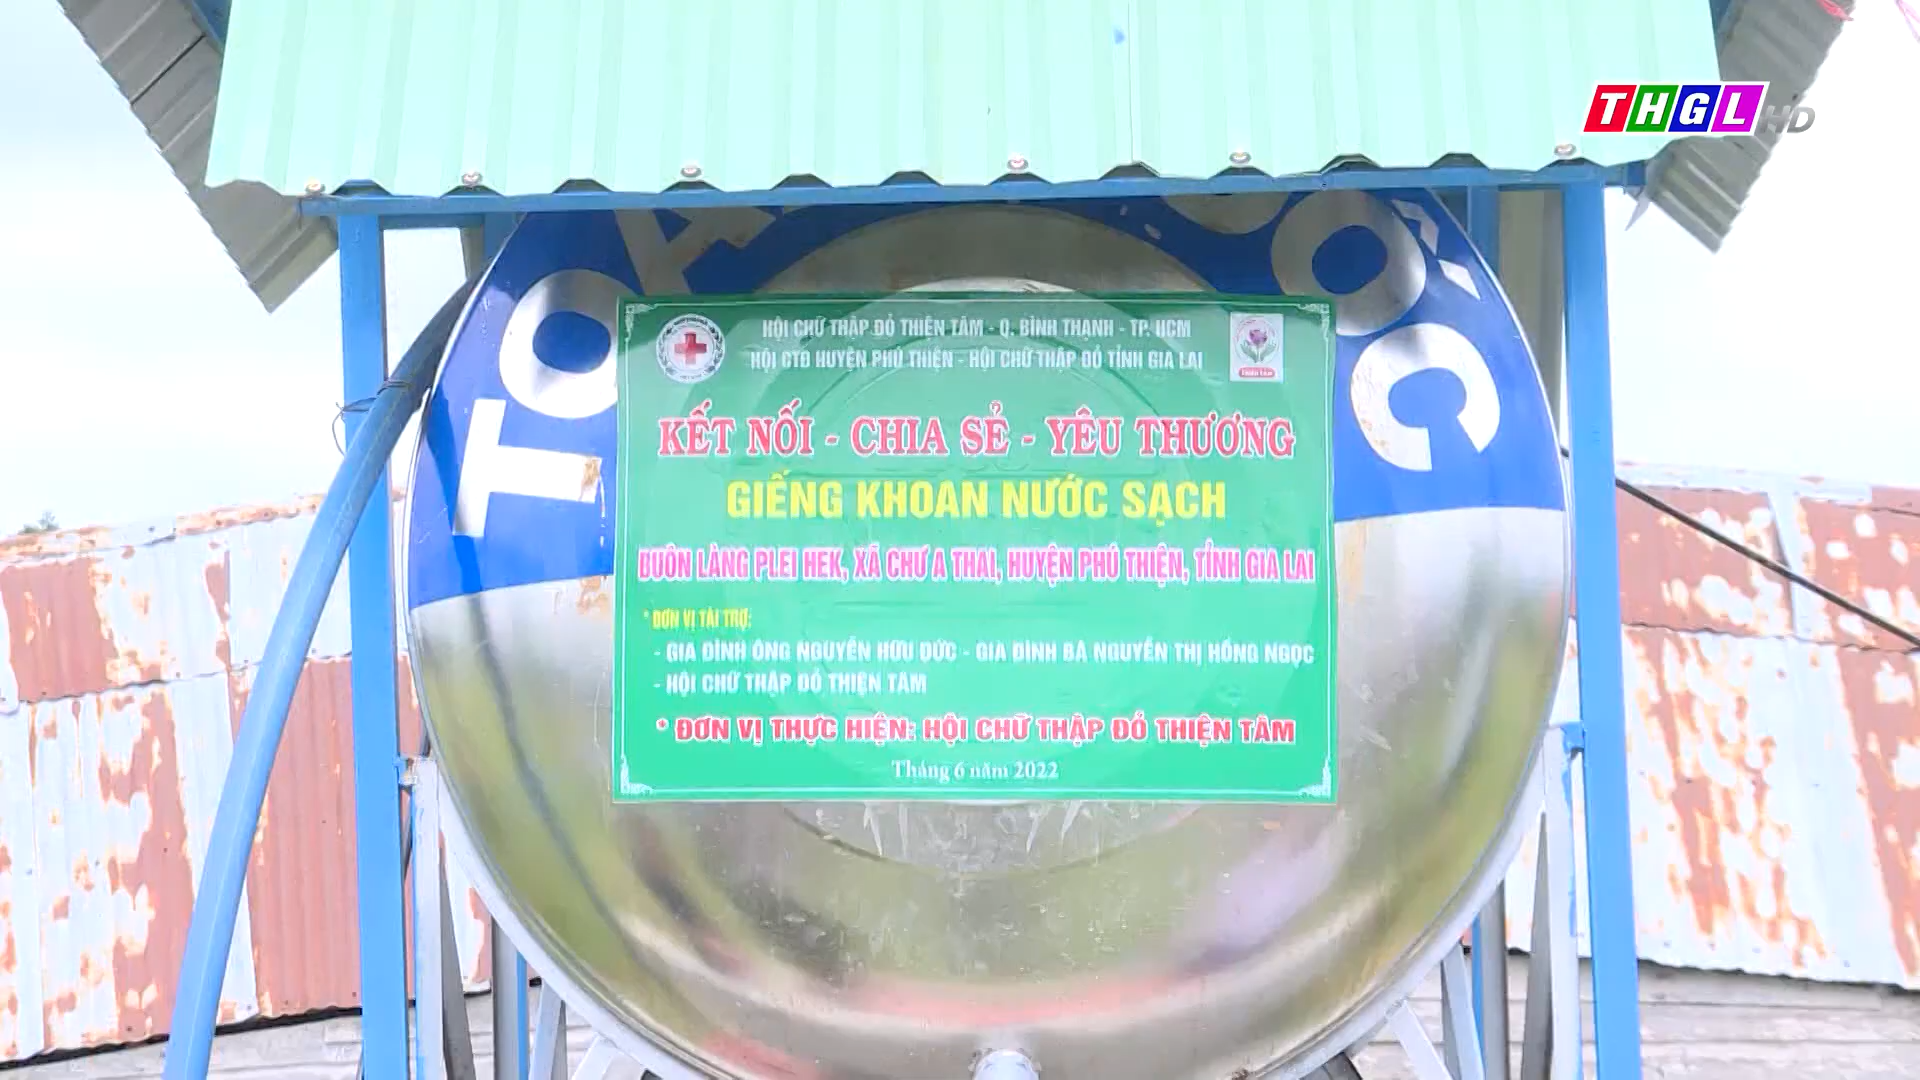 THGL HD
TOÀ
ỐC
HỘI CHỮ THẬP ĐỎ THIỆN TÂM - Q. BÌNH THẠNH - TP. HCM
HỘI CTĐ HUYỆN PHÚ THIỆN - HỘI CHỮ THẬP ĐỎ TỈNH GIA LAI
KẾT NỐI - CHIA SẺ - YÊU THƯƠNG
GIẾNG KHOAN NƯỚC SẠCH
BUÔN LÀNG PLEI HEK, XÃ CHƯ A THAI, HUYỆN PHÚ THIỆN, TỈNH GIA LAI
* ĐƠN VỊ TÀI TRỢ:
- GIA ĐÌNH ÔNG NGUYỄN HỮU ĐỨC - GIA ĐÌNH BÀ NGUYỄN THỊ HỒNG NGỌC
- HỘI CHỮ THẬP ĐỎ THIỆN TÂM
* ĐƠN VỊ THỰC HIỆN: HỘI CHỮ THẬP ĐỎ THIỆN TÂM
Tháng 6 năm 2022